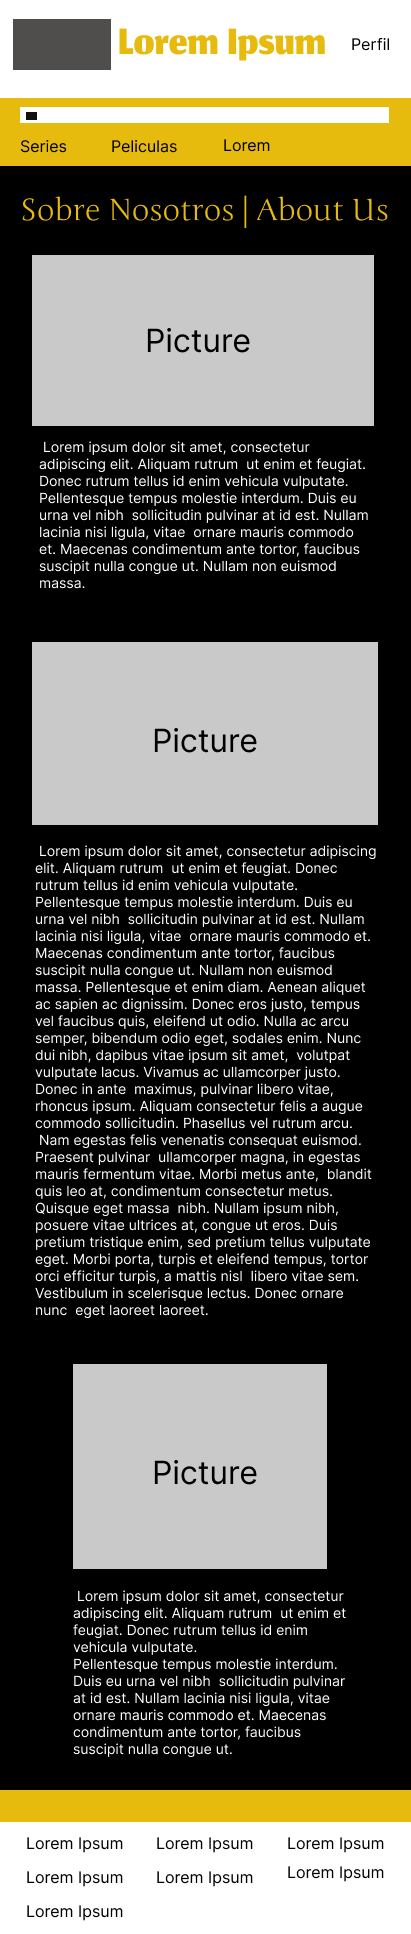 Lorem Ipsum
Perfil
Series Peliculas Lorem
Sobre Nosotros | About Us
Picture
Lorem ipsum dolor sit amet, consectetur
adipiscing elit. Aliquam rutrum  ut enim et feugiat.
Donec rutrum tellus id enim vehicula vulputate.
Pellentesque tempus molestie interdum. Duis eu
urna vel nibh  sollicitudin pulvinar at id est. Nullam
lacinia nisi ligula, vitae  ornare mauris commodo
et. Maecenas condimentum ante tortor, faucibus
suscipit nulla congue ut. Nullam non euismod
massa.
Picture
Lorem ipsum dolor sit amet, consectetur adipiscing
elit. Aliquam rutrum  ut enim et feugiat. Donec
rutrum tellus id enim vehicula vulputate.
Pellentesque tempus molestie interdum. Duis eu
urna vel nibh  sollicitudin pulvinar at id est. Nullam
lacinia nisi ligula, vitae  ornare mauris commodo et.
Maecenas condimentum ante tortor, faucibus
suscipit nulla congue ut. Nullam non euismod
massa. Pellentesque et enim diam. Aenean aliquet
ac sapien ac dignissim. Donec eros justo, tempus
vel faucibus quis, eleifend ut odio. Nulla ac arcu
semper, bibendum odio eget, sodales enim. Nunc
dui nibh, dapibus vitae ipsum sit amet,  volutpat
vulputate lacus. Vivamus ac ullamcorper justo.
Donec in ante  maximus, pulvinar libero vitae,
rhoncus ipsum. Aliquam consectetur felis a augue
commodo sollicitudin. Phasellus vel rutrum arcu.
Nam egestas felis venenatis consequat euismod.
Praesent pulvinar  ullamcorper magna, in egestas
mauris fermentum vitae. Morbi metus ante,  blandit
quis leo at, condimentum consectetur metus.
Quisque eget massa  nibh. Nullam ipsum nibh,
posuere vitae ultrices at, congue ut eros. Duis
pretium tristique enim, sed pretium tellus vulputate
eget. Morbi porta, turpis et eleifend tempus, tortor
orci efficitur turpis, a mattis nisl  libero vitae sem.
Vestibulum in scelerisque lectus. Donec ornare
nunc  eget laoreet laoreet.
Picture
Lorem ipsum dolor sit amet, consectetur
adipiscing elit. Aliquam rutrum  ut enim et
feugiat. Donec rutrum tellus id enim
vehicula vulputate.
Pellentesque tempus molestie interdum.
Duis eu urna vel nibh  sollicitudin pulvinar
at id est. Nullam lacinia nisi ligula, vitae
ornare mauris commodo et. Maecenas
condimentum ante tortor, faucibus
suscipit nulla congue ut.
Lorem Ipsum Lorem Ipsum Lorem Ipsum
Lorem Ipsum Lorem Ipsum Lorem Ipsum
Lorem Ipsum